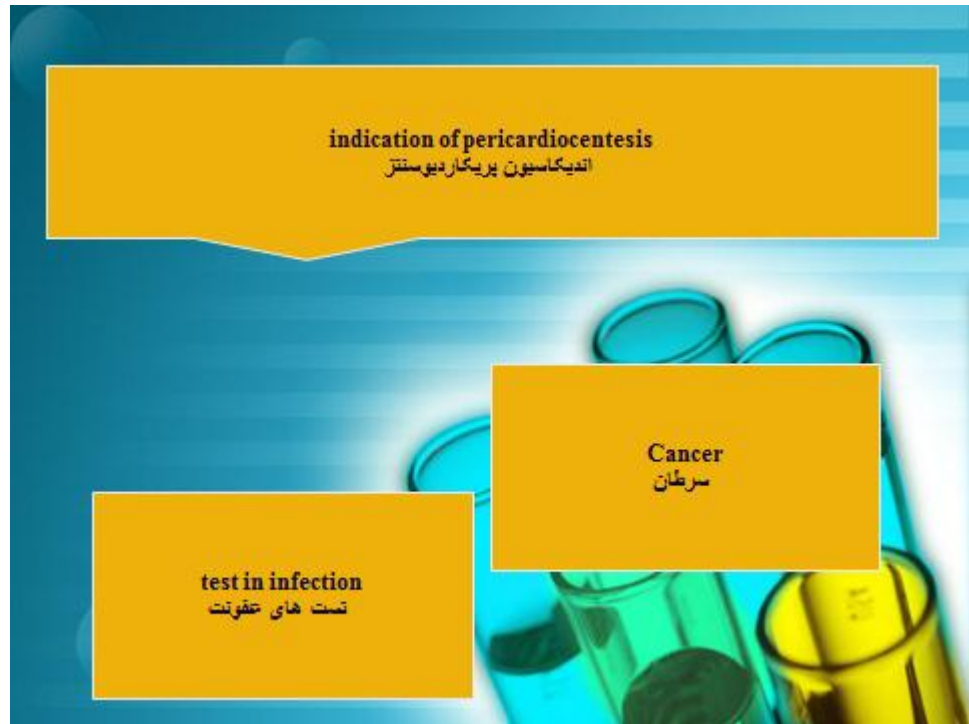 indication of pericardiocentesis
اندیکاسیون پریکاردیوسنتز
Cancer
سرطان
test in infection
تست های عفونت